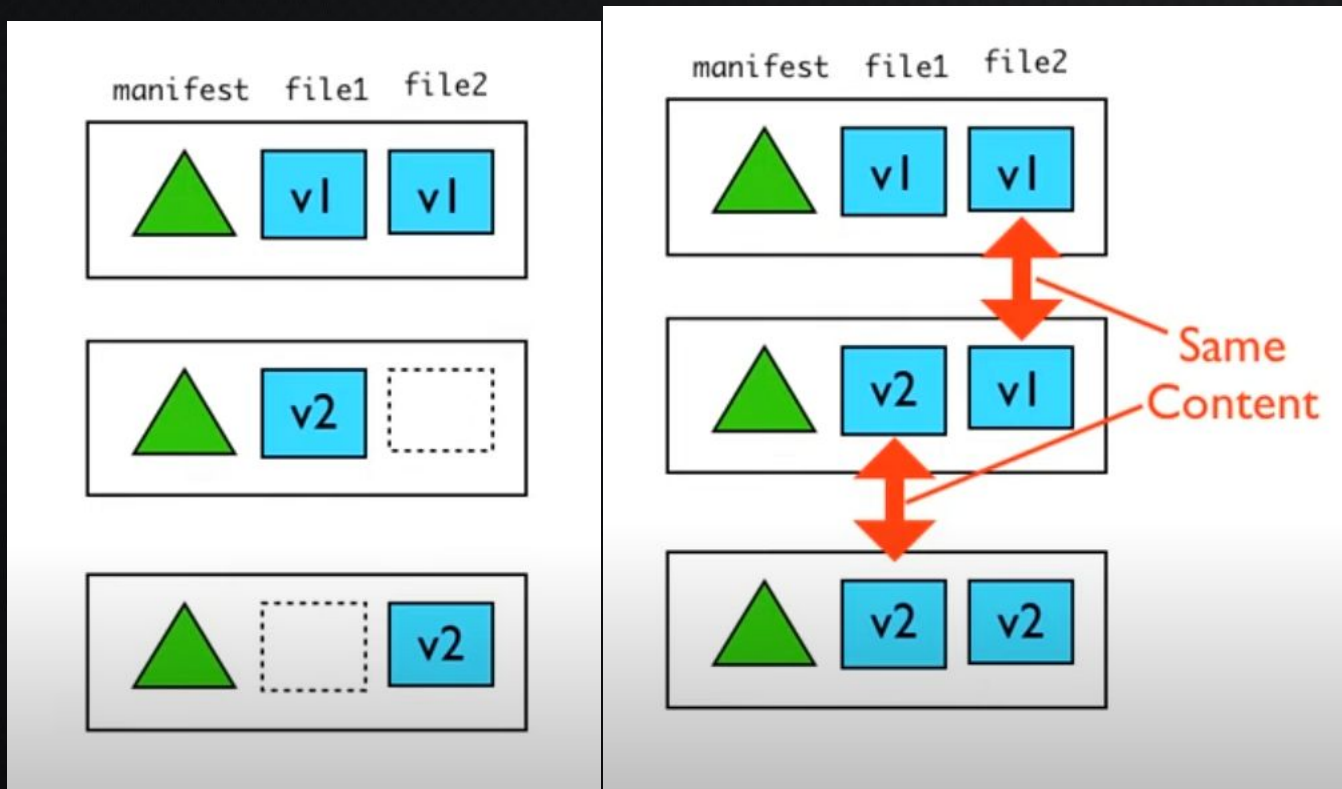 manifest file1 file2
v1 v1
v2
v2
manifest file1 file2
v1 v1
v2 v1
Same
Content
v2 v2